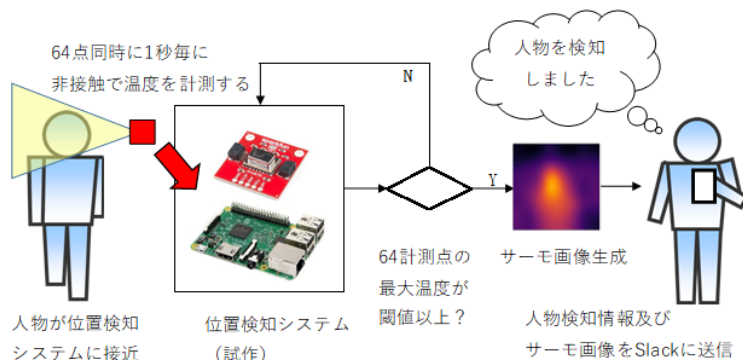 64点同時に1秒毎に
非接触で温度を計測する
N
人物を検知
しました
Y
64計測点の
最大温度が
閾値以上？
サーモ画像生成
人物が位置検知
システムに接近
位置検知システム
（試作）
人物検知情報及び
サーモ画像をSlackに送信